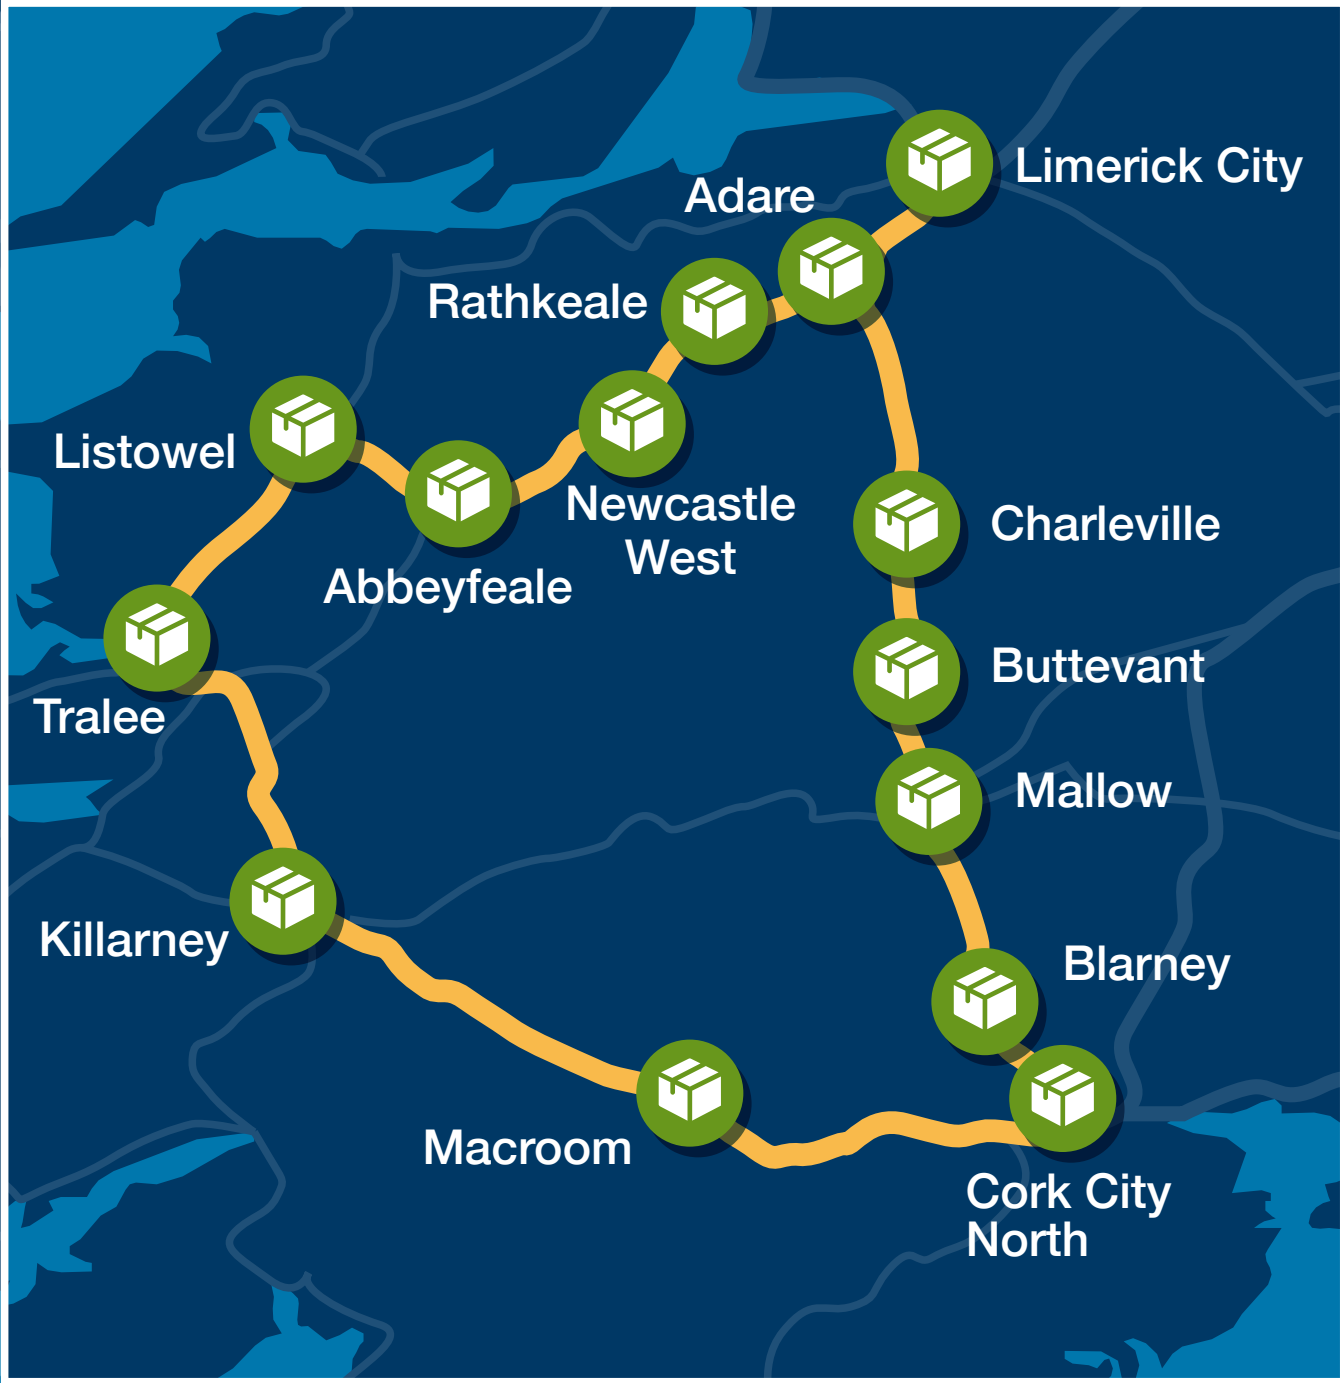 Limerick City
Adare
Rathkeale
Listowel
Newcastle
West
Charleville
Abbeyfeale
Buttevant
Tralee
Mallow
Killarney
Blarney
Macroom
Cork City
North